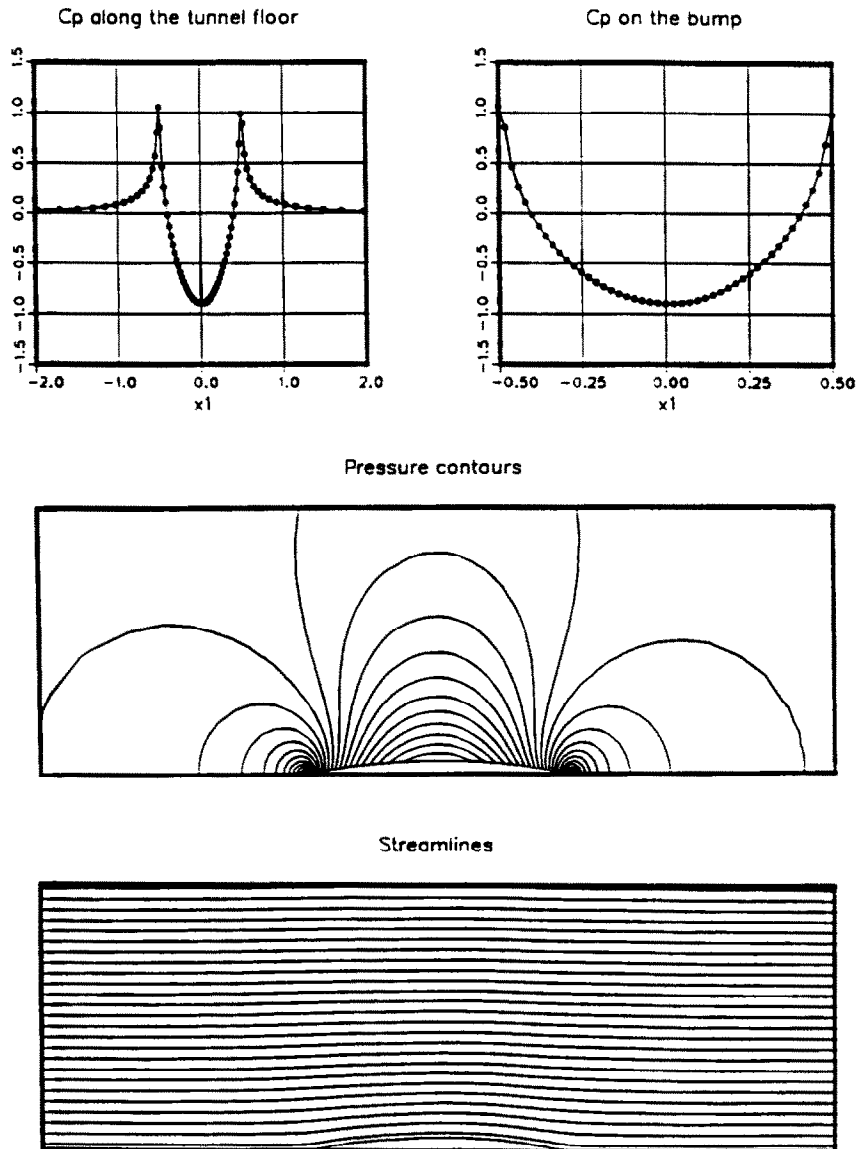 Cp along the tunnel floor
1.5
1.0
0.5
0.0
-0.5
-1.0
-1.5
-2.0 -1.0 0.0 1.0 2.0
x1
Cp on the bump
1.5
1.0
0.5
0.0
-0.5
-1.0
-1.5
-0.50 -0.25 0.00 0.25 0.50
x1
Pressure contours
Streamlines